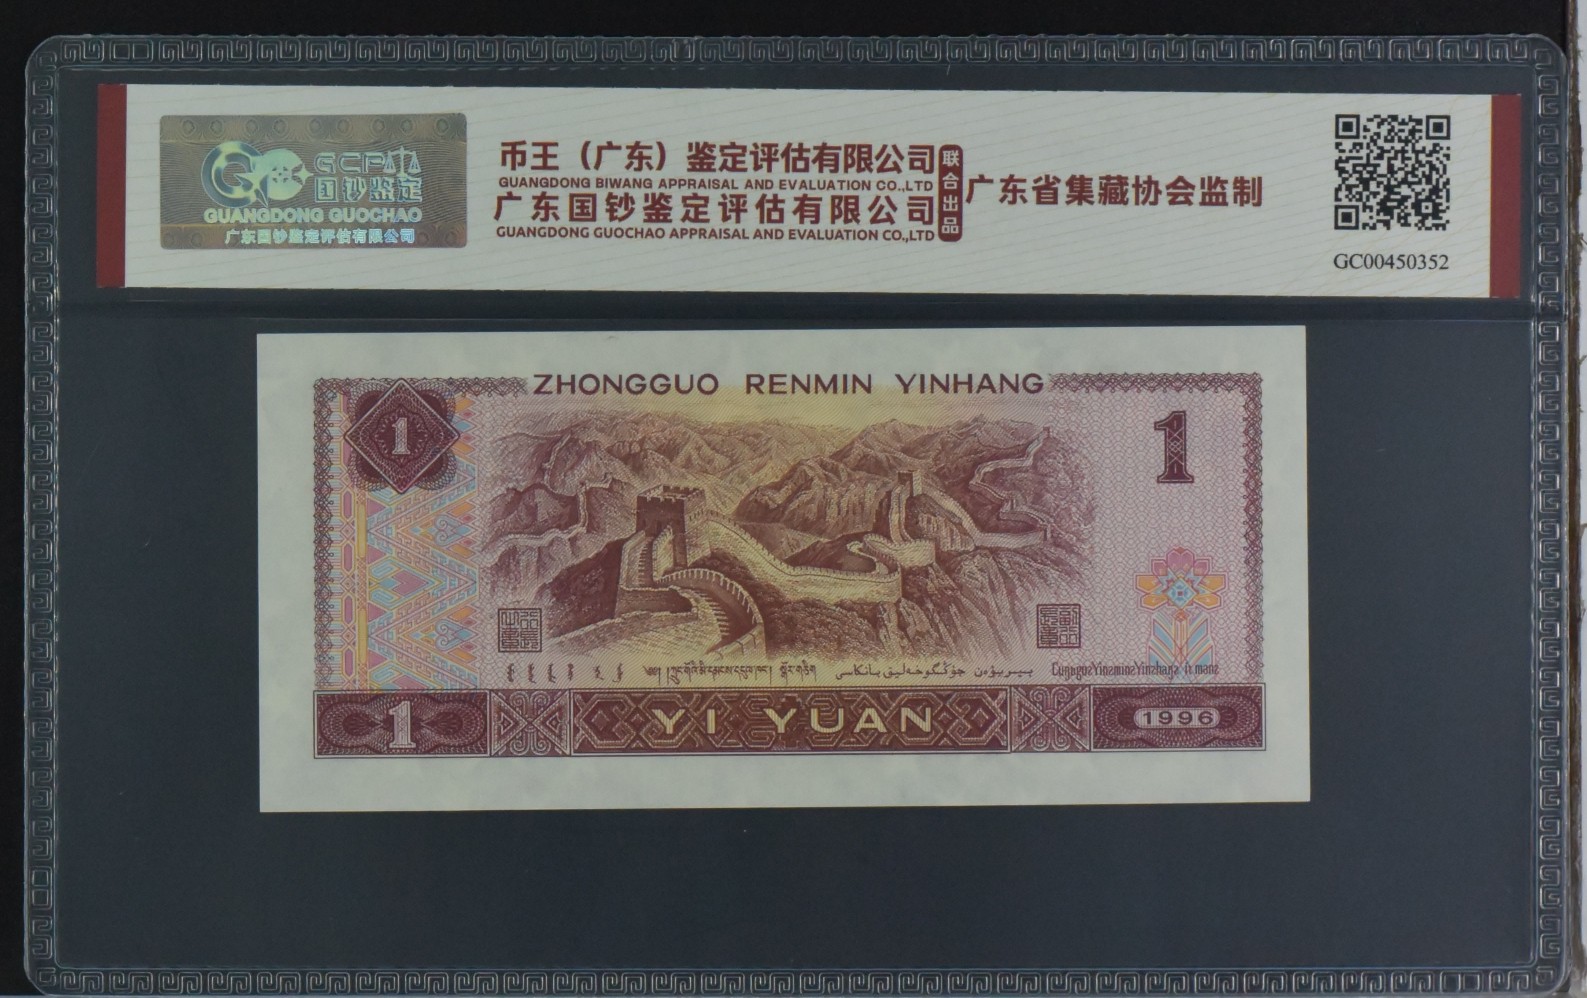 GCP
国钞鉴定
GUANGDONG GUOCHAO
广东国钞鉴定评估有限公司
币王（广东）鉴定评估有限公司
GUANGDONG BIWANG APPRAISAL AND EVALUATION CO.,LTD
广东国钞鉴定评估有限公司
GUANGDONG GUOCHAO APPRAISAL AND EVALUATION CO.,LTD
联合出品
广东省集藏协会监制
GC00450352
ZHONGGUO RENMIN YINHANG
1
1
1
YI YUAN
1996